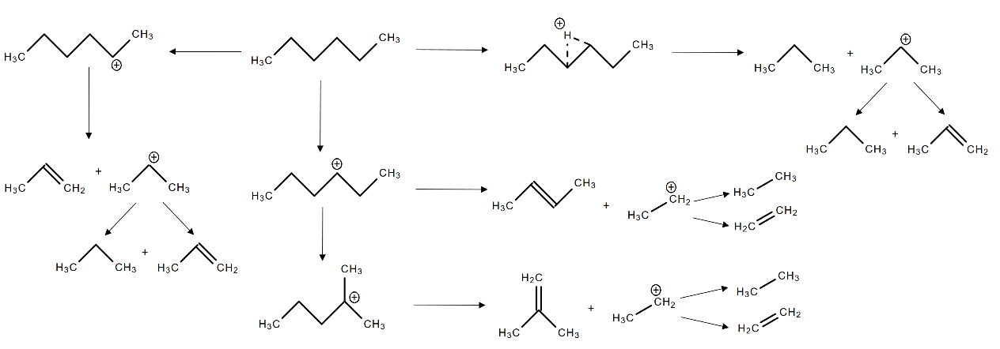 H₃C CH₃ ⊕
H₃C CH₃
⊕ H H₃C CH₃
H₃C CH₃ + H₃C ⊕ CH₃
H₃C CH₃ + H₃C CH₂
H₃C CH₂ + H₃C ⊕ CH₃
H₃C ⊕ CH₃
H₃C CH₃ + H₃C ⊕ CH₂
H₃C CH₃
H₂C CH₂
H₃C CH₃ + H₃C CH₂
CH₃ ⊕ H₃C CH₃
H₂C H₃C CH₃ + H₃C ⊕ CH₂
H₃C CH₃
H₂C CH₂